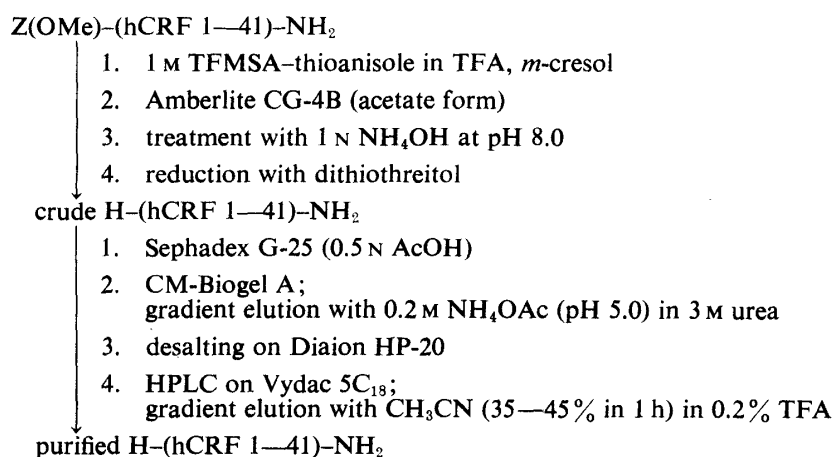 Z(OMe)–(hCRF 1—41)–NH₂
1. 1 M TFMSA–thioanisole in TFA, m-cresol
2. Amberlite CG-4B (acetate form)
3. treatment with 1 N NH₄OH at pH 8.0
4. reduction with dithiothreitol
crude H–(hCRF 1—41)–NH₂
1. Sephadex G-25 (0.5 N AcOH)
2. CM-Biogel A;
gradient elution with 0.2 M NH₄OAc (pH 5.0) in 3 M urea
3. desalting on Diaion HP-20
4. HPLC on Vydac 5C₁₈;
gradient elution with CH₃CN (35—45% in 1 h) in 0.2% TFA
purified H–(hCRF 1—41)–NH₂